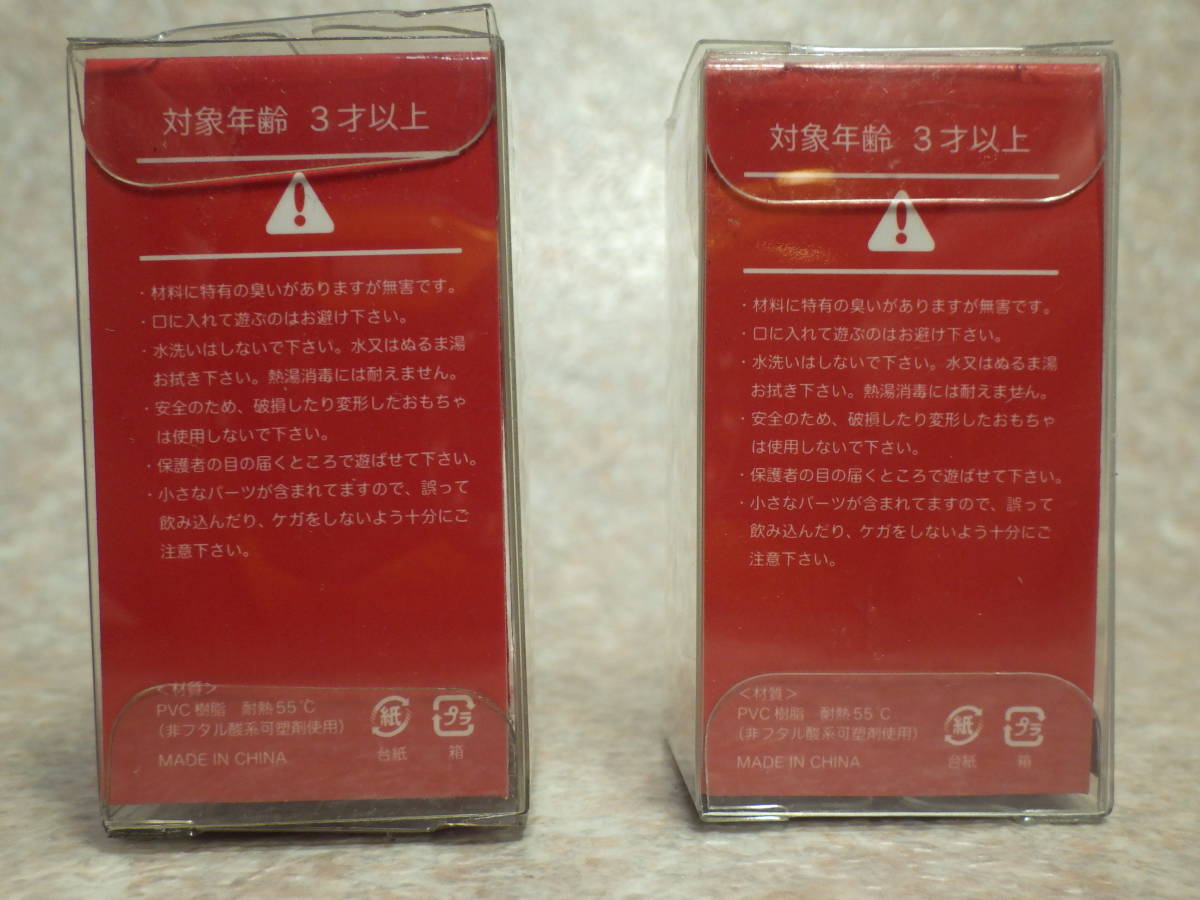 対象年齢 3才以上
・材料に特有の臭いがありますが無害です。
・口に入れて遊ぶのはお避け下さい。
・水洗いはしないで下さい。水又はぬるま湯
お拭き下さい。熱湯消毒には耐えません。
・安全のため、破損したり変形したおもちゃ
は使用しないで下さい。
・保護者の目の届くところで遊ばせて下さい。
・小さなパーツが含まれてますので、誤って
飲み込んだり、ケガをしないよう十分にご
注意下さい。
<材質>
PVC樹脂 耐熱55℃
(非フタル酸系可塑剤使用)
MADE IN CHINA
紙
台紙
プラ
箱
対象年齢 3才以上
・材料に特有の臭いがありますが無害です。
・口に入れて遊ぶのはお避け下さい。
・水洗いはしないで下さい。水又はぬるま湯
お拭き下さい。熱湯消毒には耐えません。
・安全のため、破損したり変形したおもちゃ
は使用しないで下さい。
・保護者の目の届くところで遊ばせて下さい。
・小さなパーツが含まれてますので、誤って
飲み込んだり、ケガをしないよう十分にご
注意下さい。
<材質>
PVC樹脂 耐熱55℃
(非フタル酸系可塑剤使用)
MADE IN CHINA
紙
台紙
プラ
箱